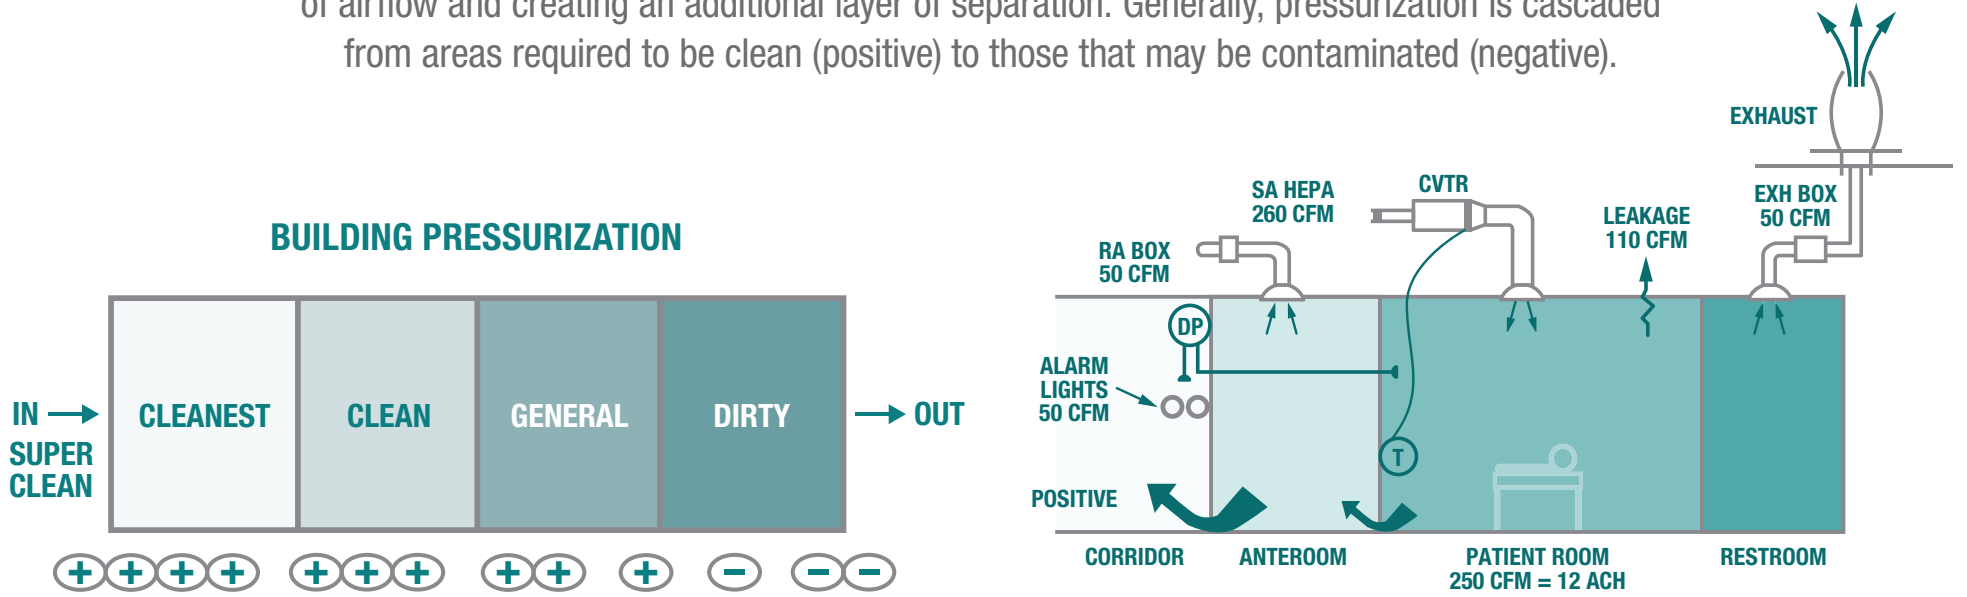 of airflow and creating an additional layer of separation. Generally, pressurization is cascaded
from areas required to be clean (positive) to those that may be contaminated (negative).
BUILDING PRESSURIZATION
IN
SUPER
CLEAN
CLEANEST
CLEAN
GENERAL
DIRTY
OUT
+ + + +
+ + +
+ +
+
−
− −
EXHAUST
EXH BOX
50 CFM
LEAKAGE
110 CFM
CVTR
SA HEPA
260 CFM
RA BOX
50 CFM
DP
ALARM
LIGHTS
50 CFM
T
POSITIVE
CORRIDOR
ANTEROOM
PATIENT ROOM
250 CFM = 12 ACH
RESTROOM